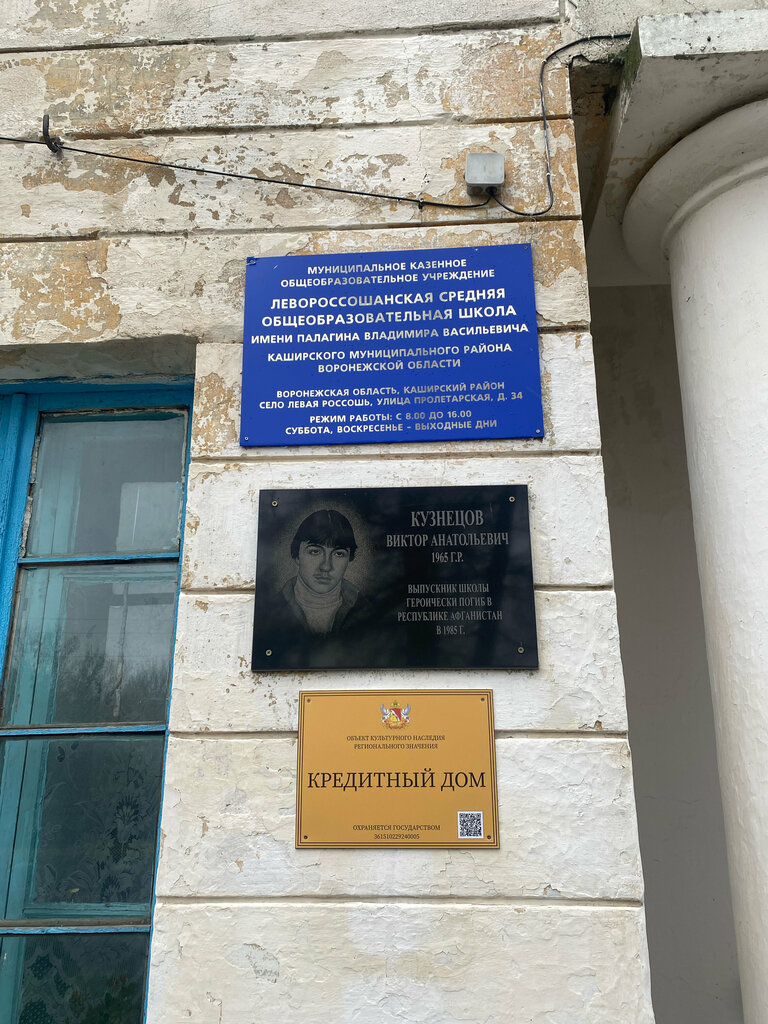 МУНИЦИПАЛЬНОЕ КАЗЕННОЕ
ОБЩЕОБРАЗОВАТЕЛЬНОЕ УЧРЕЖДЕНИЕ
ЛЕВОРОССОШАНСКАЯ СРЕДНЯЯ
ОБЩЕОБРАЗОВАТЕЛЬНАЯ ШКОЛА
ИМЕНИ ПАЛАГИНА ВЛАДИМИРА ВАСИЛЬЕВИЧА
КАШИРСКОГО МУНИЦИПАЛЬНОГО РАЙОНА
ВОРОНЕЖСКОЙ ОБЛАСТИ
ВОРОНЕЖСКАЯ ОБЛАСТЬ, КАШИРСКИЙ РАЙОН
СЕЛО ЛЕВАЯ РОССОШЬ, УЛИЦА ПРОЛЕТАРСКАЯ, Д. 34
РЕЖИМ РАБОТЫ: С 8.00 ДО 16.00
СУББОТА, ВОСКРЕСЕНЬЕ – ВЫХОДНЫЕ ДНИ
КУЗНЕЦОВ
ВИКТОР АНАТОЛЬЕВИЧ
1965 Г.Р.
ВЫПУСКНИК ШКОЛЫ
ГЕРОИЧЕСКИ ПОГИБ В
РЕСПУБЛИКЕ АФГАНИСТАН
В 1985 Г.
ОБЪЕКТ КУЛЬТУРНОГО НАСЛЕДИЯ
РЕГИОНАЛЬНОГО ЗНАЧЕНИЯ
КРЕДИТНЫЙ ДОМ
ОХРАНЯЕТСЯ ГОСУДАРСТВОМ
361510229240005